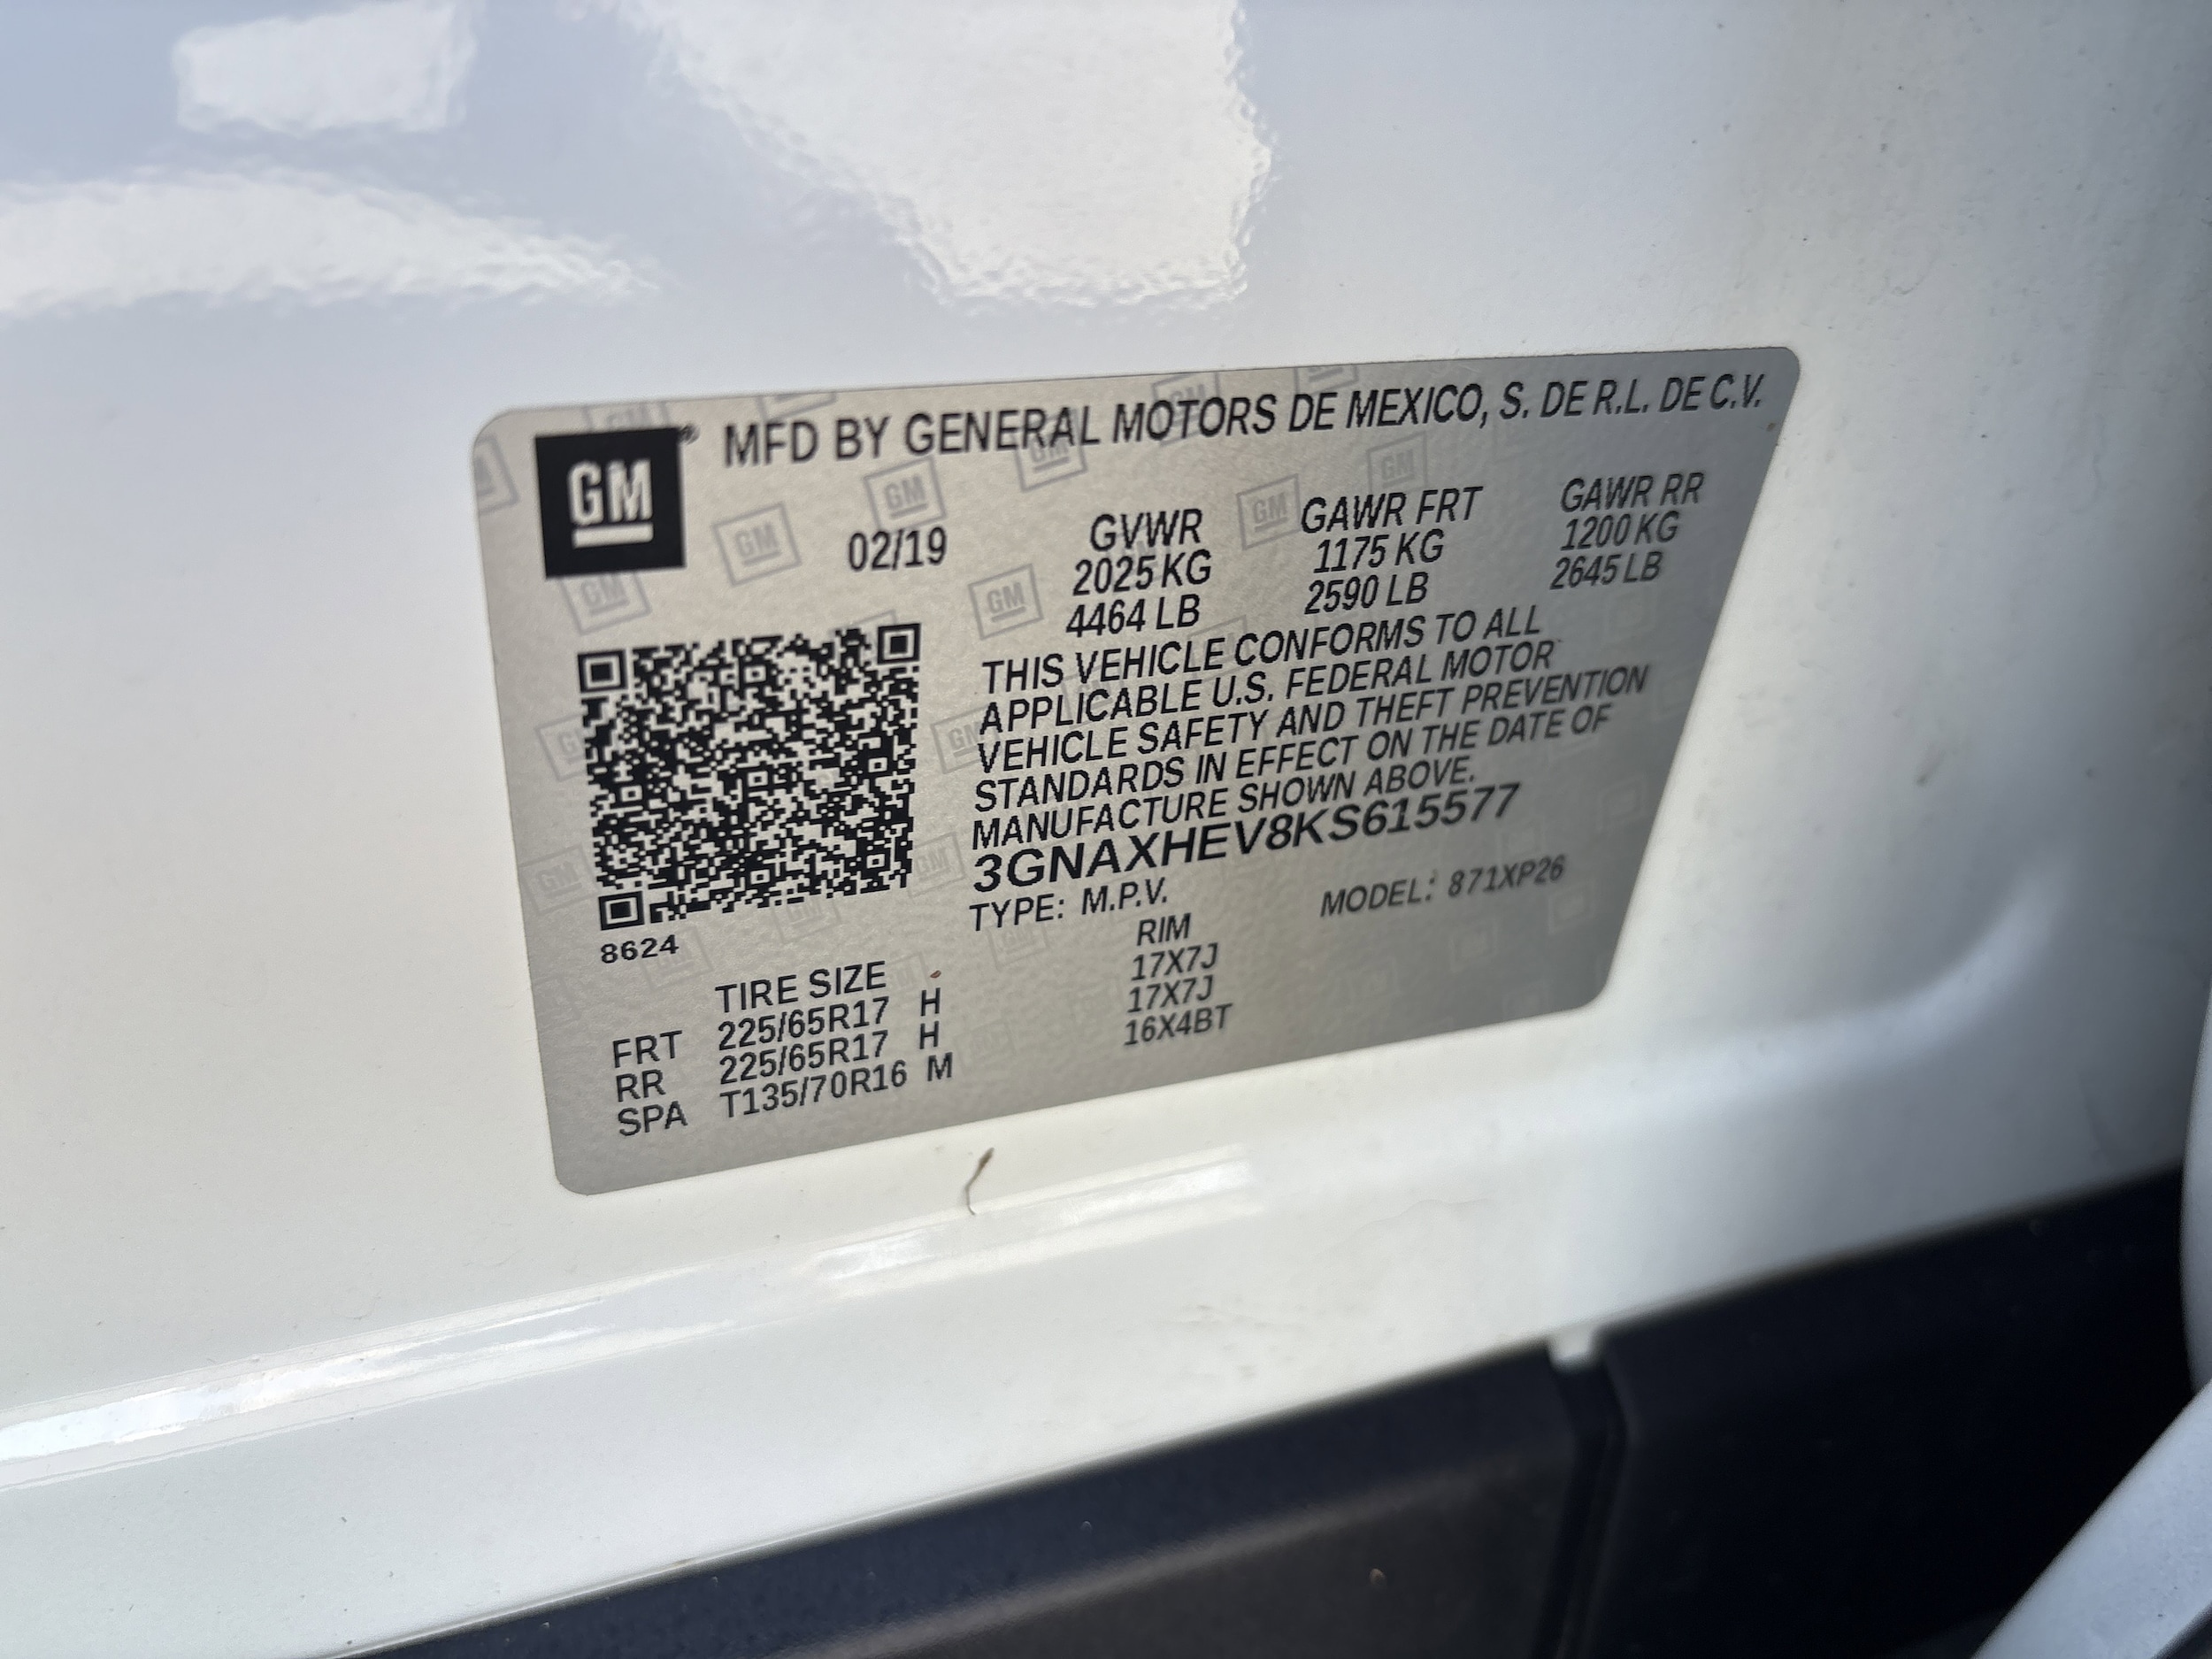 GM ® MFD BY GENERAL MOTORS DE MEXICO, S. DE R.L. DE C.V.
02/19 GVWR GAWR FRT GAWR RR
2025 KG 1175 KG 1200 KG
4464 LB 2590 LB 2645 LB
THIS VEHICLE CONFORMS TO ALL
APPLICABLE U.S. FEDERAL MOTOR
VEHICLE SAFETY AND THEFT PREVENTION
STANDARDS IN EFFECT ON THE DATE OF
MANUFACTURE SHOWN ABOVE.
3GNAXHEV8KS615577
TYPE: M.P.V. MODEL: 871XP26
8624
TIRE SIZE RIM
FRT 225/65R17 H 17X7J
RR 225/65R17 H 17X7J
SPA T135/70R16 M 16X4BT